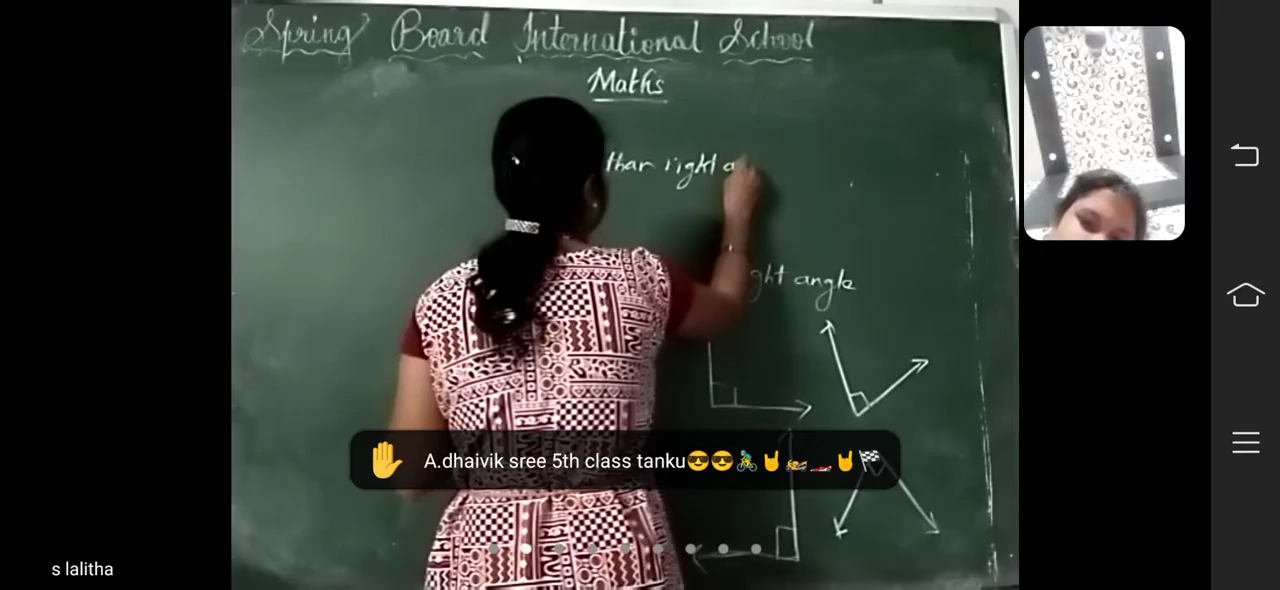 Spring Board International School
Maths
than right a
ght angle
✋ A.dhaivik sree 5th class tanku😎😎🚴‍♂️🤘🏍️🏎️🤘🏁
s lalitha